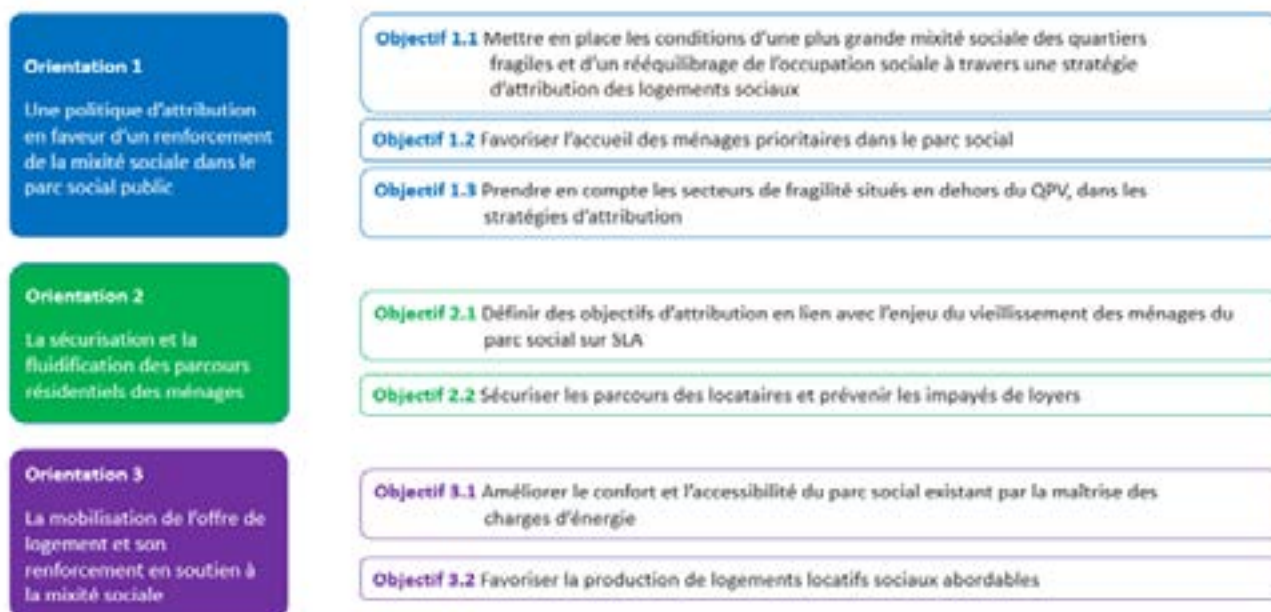 Orientation 1
Une politique d'attribution
en faveur d'un renforcement
de la mixité sociale dans le
parc social public
Objectif 1.1 Mettre en place les conditions d'une plus grande mixité sociale des quartiers
fragiles et d'un rééquilibrage de l'occupation sociale à travers une stratégie
d'attribution des logements sociaux
Objectif 1.2 Favoriser l'accueil des ménages prioritaires dans le parc social
Objectif 1.3 Prendre en compte les secteurs de fragilité situés en dehors du QPV, dans les
stratégies d'attribution
Orientation 2
La sécurisation et la
fluidification des parcours
résidentiels des ménages
Objectif 2.1 Définir des objectifs d'attribution en lien avec l'enjeu du vieillissement des ménages du
parc social sur SLA
Objectif 2.2 Sécuriser les parcours des locataires et prévenir les impayés de loyers
Orientation 3
La mobilisation de l'offre de
logement et son
renforcement en soutien à
la mixité sociale
Objectif 3.1 Améliorer le confort et l'accessibilité du parc social existant par la maîtrise des
charges d'énergie
Objectif 3.2 Favoriser la production de logements locatifs sociaux abordables